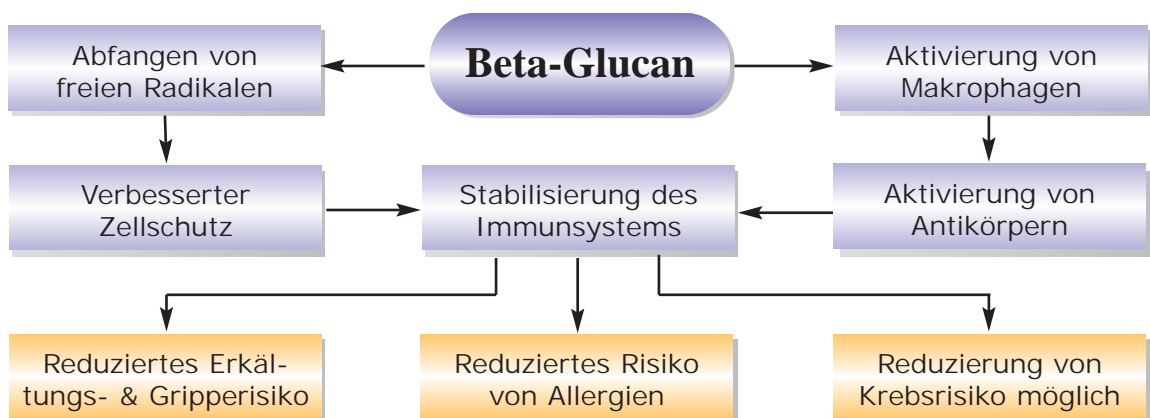 Abfangen von
freien Radikalen
Beta-Glucan
Aktivierung von
Makrophagen
Verbesserter
Zellschutz
Stabilisierung des
Immunsystems
Aktivierung von
Antikörpern
Reduziertes Erkäl-
tungs- & Gripperisiko
Reduziertes Risiko
von Allergien
Reduzierung von
Krebsrisiko möglich